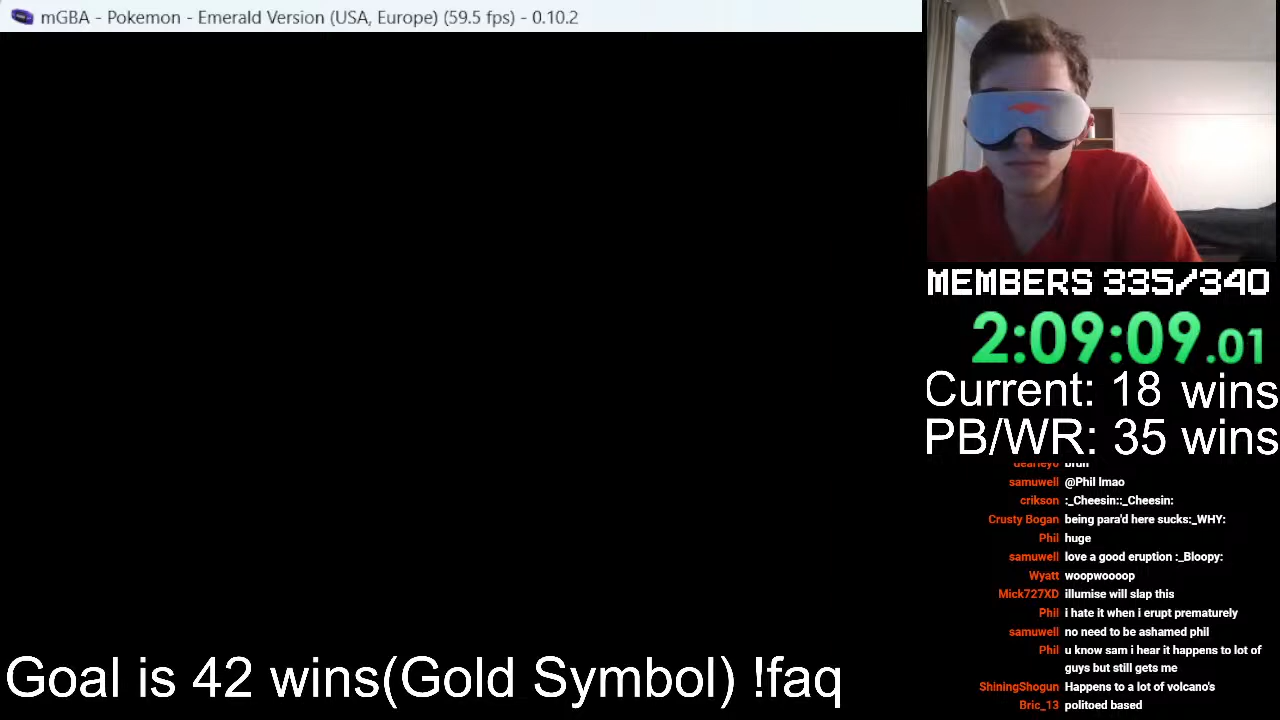 mGBA - Pokemon - Emerald Version (USA, Europe) (59.5 fps) - 0.10.2
MEMBERS 335/340
2:09:09.01
Current: 18 wins
PB/WR: 35 wins
samuwell @Phil lmao
crikson :_Cheesin::_Cheesin:
Crusty Bogan being para'd here sucks:_WHY:
Phil huge
samuwell love a good eruption :_Bloopy:
Wyatt woopwoooop
Mick727XD illumise will slap this
Phil i hate it when i erupt prematurely
samuwell no need to be ashamed phil
Phil u know sam i hear it happens to lot of
guys but still gets me
ShiningShogun Happens to a lot of volcano's
Bric_13 politoed based
Goal is 42 wins(Gold Symbol) !faq